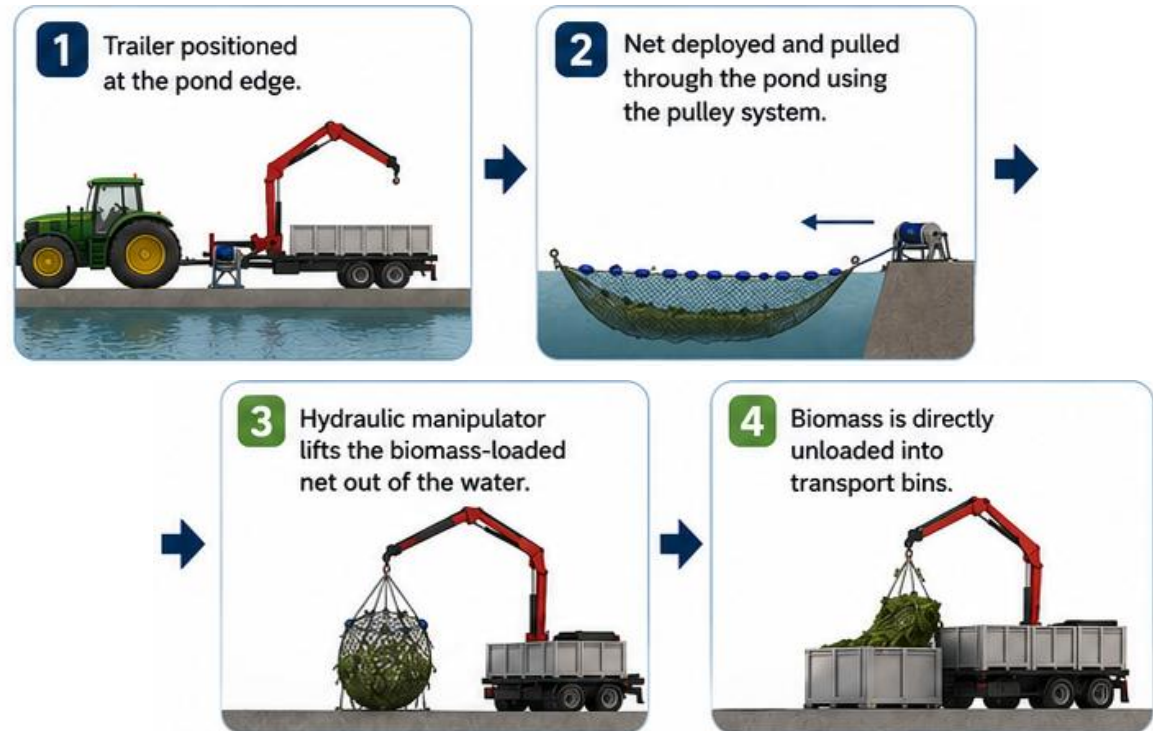 1
Trailer positioned
at the pond edge.
2
Net deployed and pulled
through the pond using
the pulley system.
3
Hydraulic manipulator
lifts the biomass-loaded
net out of the water.
4
Biomass is directly
unloaded into
transport bins.